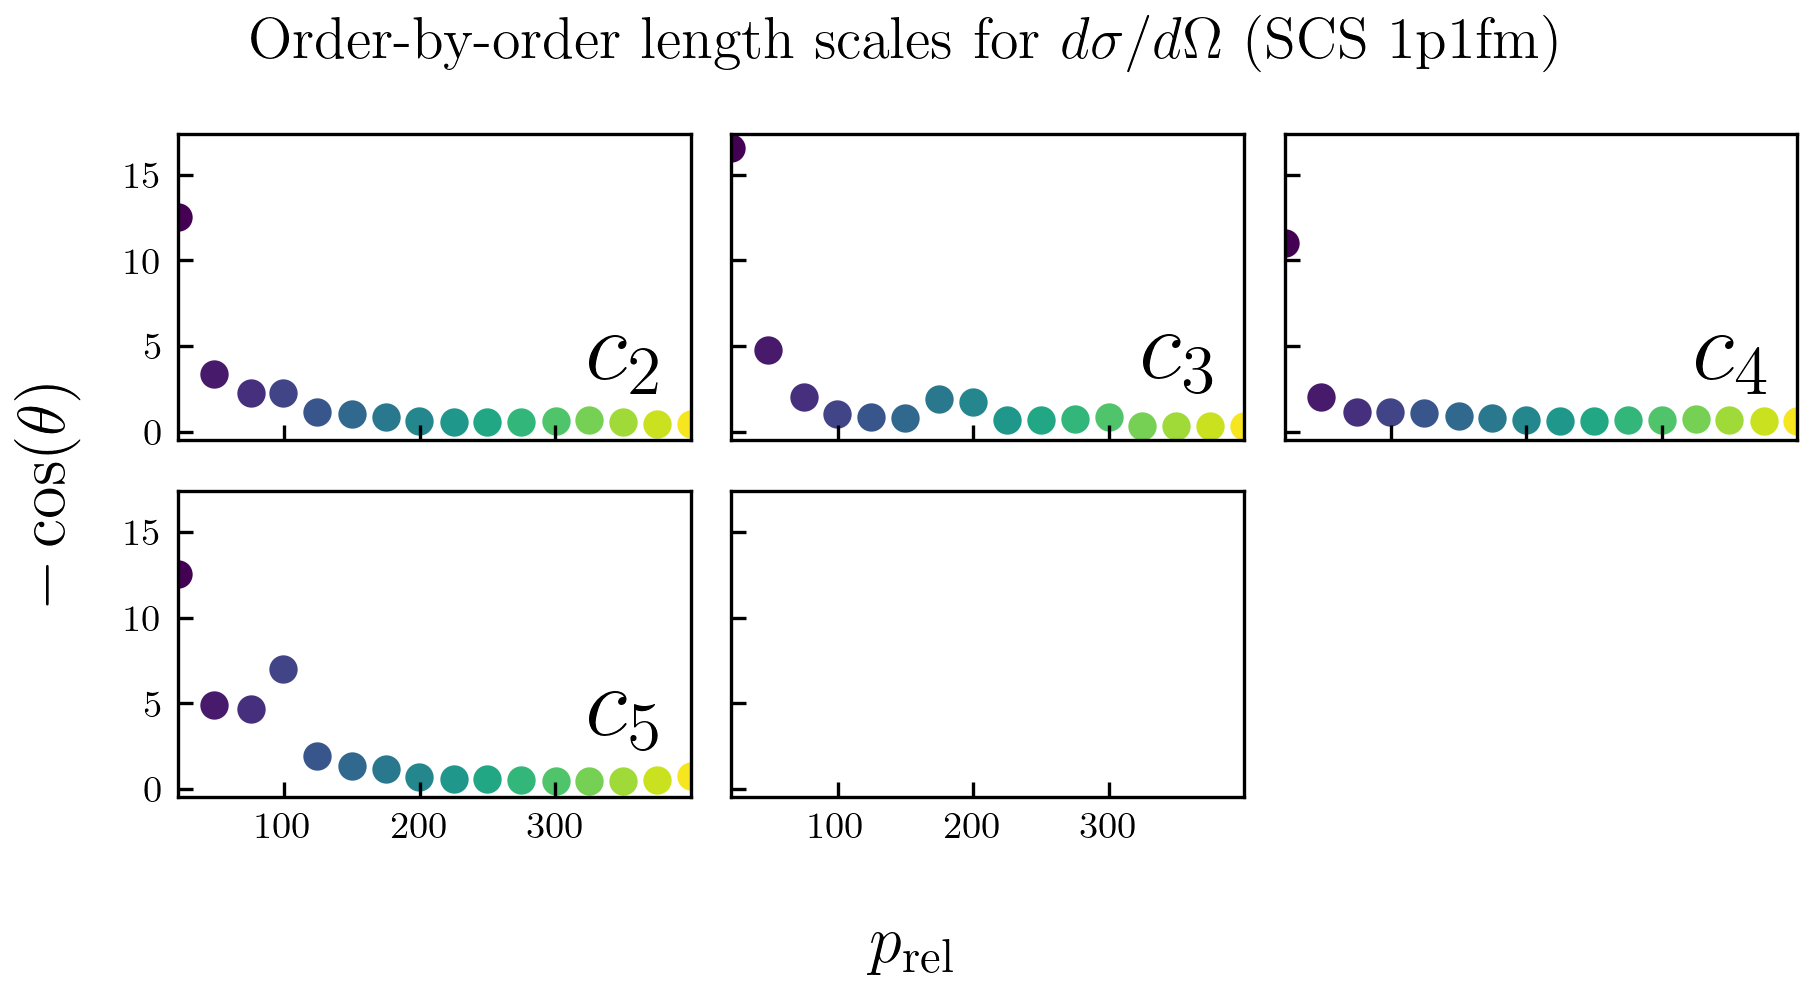 Order-by-order length scales for dσ/dΩ (SCS 1p1fm)
15
10
5
0
c₂
c₃
c₄
− cos(θ)
15
10
5
0
c₅
100 200 300
100 200 300
p_rel